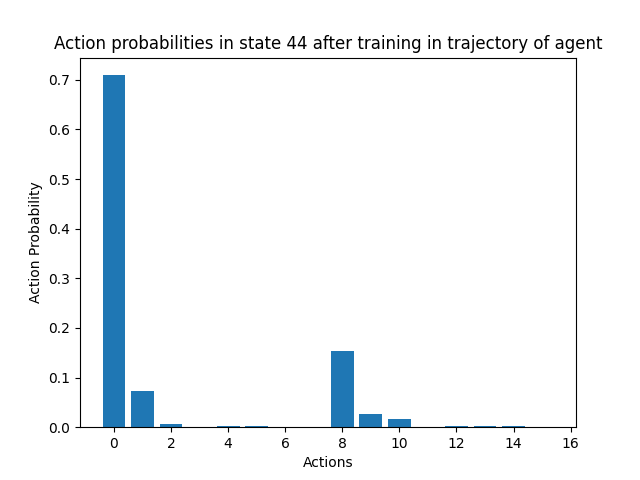 Action probabilities in state 44 after training in trajectory of agent
0.7
0.6
0.5
0.4
0.3
0.2
0.1
0.0
Action Probability
0 2 4 6 8 10 12 14 16
Actions